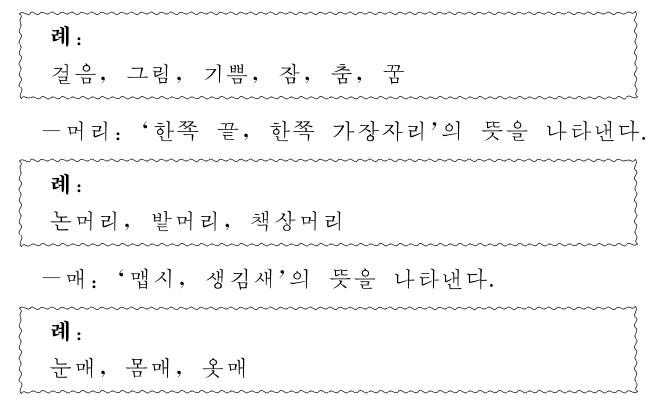 례:
걸음, 그림, 기쁨, 잠, 춤, 꿈
—머리: ‘한쪽 끝, 한쪽 가장자리’의 뜻을 나타낸다.
례:
논머리, 밭머리, 책상머리
—매: ‘맵시, 생김새’의 뜻을 나타낸다.
례:
눈매, 몸매, 옷매